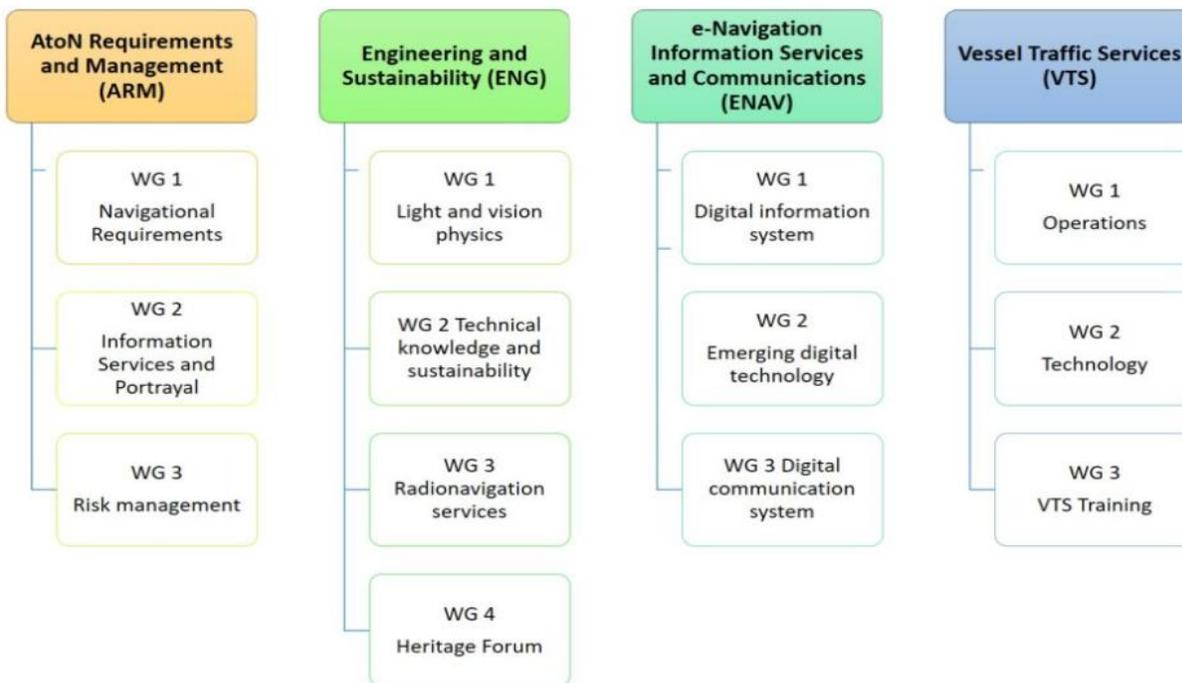 AtoN Requirements
and Management
(ARM)
WG 1
Navigational
Requirements
WG 2
Information
Services and
Portrayal
WG 3
Risk management
Engineering and
Sustainability (ENG)
WG 1
Light and vision
physics
WG 2 Technical
knowledge and
sustainability
WG 3
Radionavigation
services
WG 4
Heritage Forum
e-Navigation
Information Services
and Communications
(ENAV)
WG 1
Digital information
system
WG 2
Emerging digital
technology
WG 3 Digital
communication
system
Vessel Traffic Services
(VTS)
WG 1
Operations
WG 2
Technology
WG 3
VTS Training